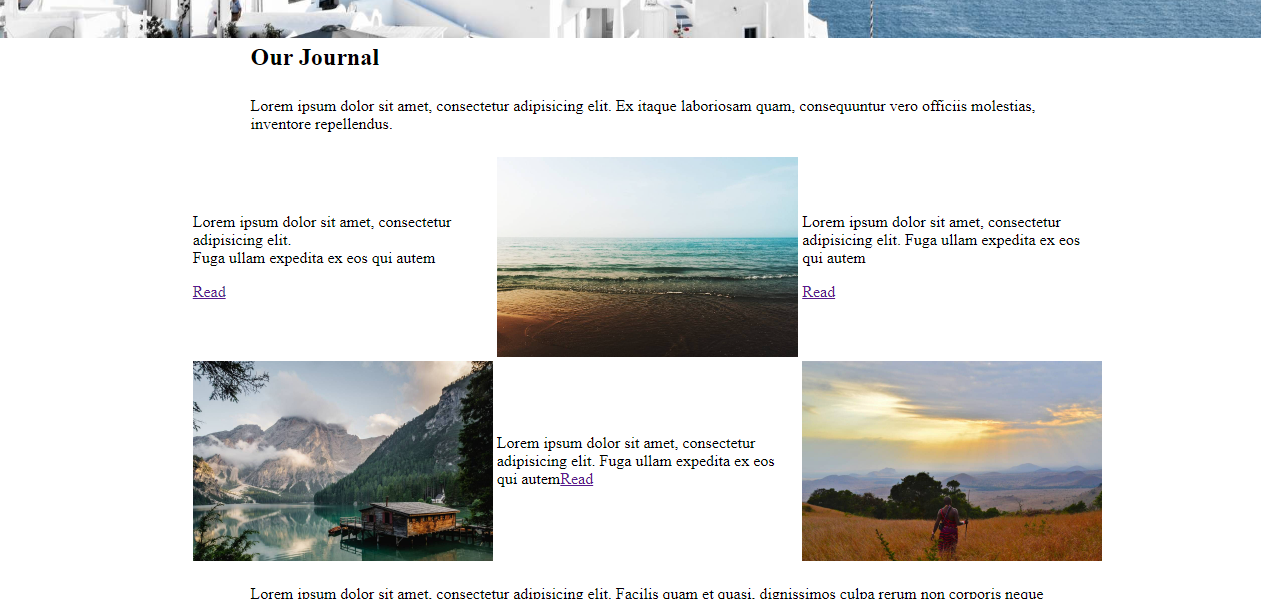 Our Journal
Lorem ipsum dolor sit amet, consectetur adipisicing elit. Ex itaque laboriosam quam, consequuntur vero officiis molestias,
inventore repellendus.
Lorem ipsum dolor sit amet, consectetur
adipisicing elit.
Fuga ullam expedita ex eos qui autem
Read
Lorem ipsum dolor sit amet, consectetur
adipisicing elit. Fuga ullam expedita ex eos
qui autem
Read
Lorem ipsum dolor sit amet, consectetur
adipisicing elit. Fuga ullam expedita ex eos
qui autemRead
Lorem ipsum dolor sit amet, consectetur adipisicing elit. Facilis quam et quasi, dignissimos culpa rerum non corporis neque